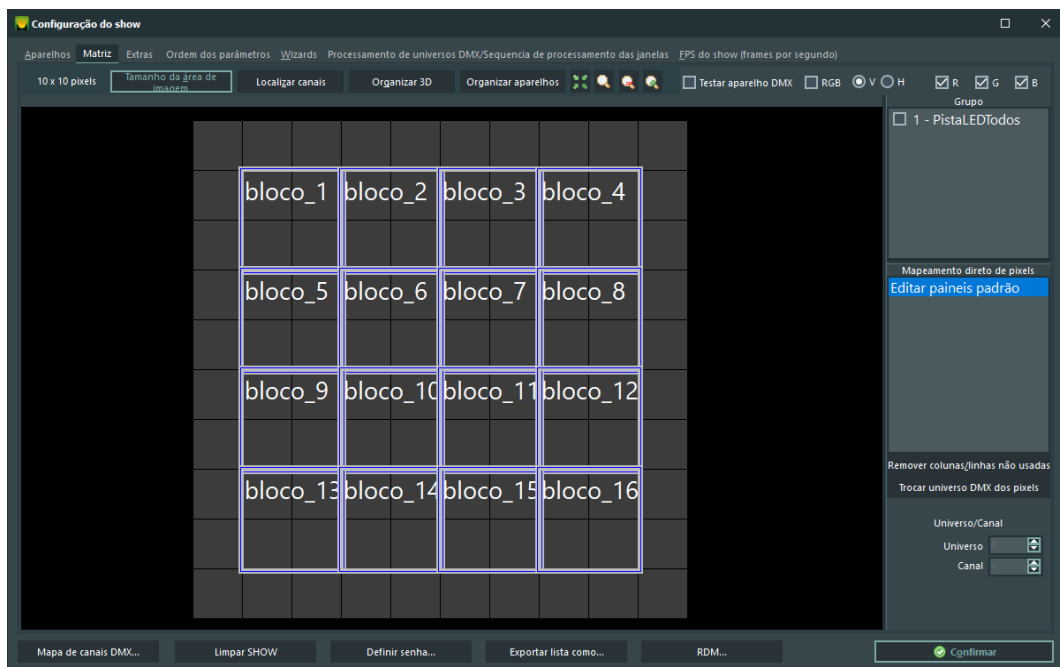 Configuração do show
Aparelhos Matriz Extras Ordem dos parâmetros Wizards Processamento de universos DMX/Sequencia de processamento das janelas FPS do show (frames por segundo)
10 x 10 pixels Tamanho da área de imagem Localizar canais Organizar 3D Organizar aparelhos Testar aparelho DMX RGB V H R G B
Grupo
1 - PistaLEDTodos
bloco_1 bloco_2 bloco_3 bloco_4
Mapeamento direto de pixels
Editar paineis padrão
bloco_5 bloco_6 bloco_7 bloco_8
bloco_9 bloco_10 bloco_11 bloco_12
Remover colunas/linhas não usadas
Trocar universo DMX dos pixels
bloco_13 bloco_14 bloco_15 bloco_16
Universo/Canal
Universo
Canal
Mapa de canais DMX... Limpar SHOW Definir senha... Exportar lista como... RDM... Confirmar